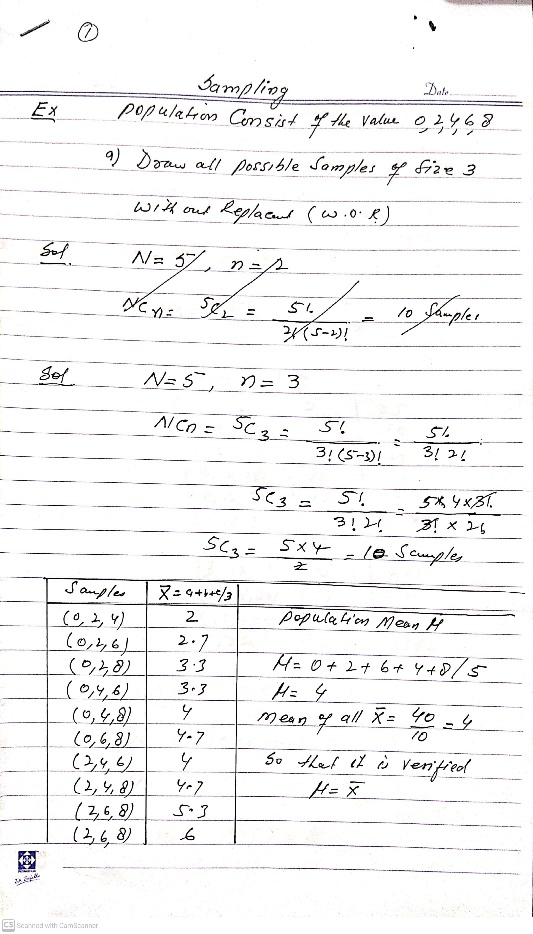 ①
Sampling
Date
Ex population Consist of the value 0, 2, 4, 6, 8
a) Draw all possible Samples of Size 3
without Replacent (w.o.R)
Sol. N = 5, n = 2
NCn = 5C2 = 5! / 2!(5-2)! = 10 Samples
Sol N = 5, n = 3
NCn = 5C3 = 5! / 3!(5-3)! = 5! / 3! 2!
5C3 = 5! / 3! 2! = 5 x 4 x 3! / 3! x 2!
5C3 = 5 x 4 / 2 = 10 Samples
Samples X̄ = a+b+c/3
(0, 2, 4) 2 population Mean M
(0, 2, 6) 2.7
(0, 2, 8) 3.3 M = 0 + 2 + 6 + 4 + 8 / 5
(0, 4, 6) 3.3 M = 4
(0, 4, 8) 4 mean of all X̄ = 40 / 10 = 4
(0, 6, 8) 4.7
(2, 4, 6) 4 So that it is verified
(2, 4, 8) 4.7 M = X̄
(2, 6, 8) 5.3
(2, 6, 8) 6
CS Scanned with CamScanner